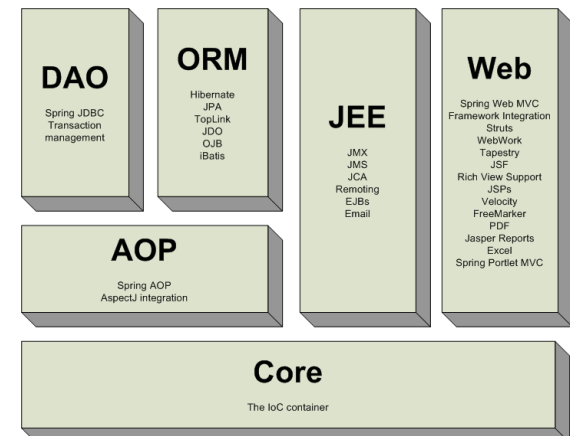 DAO
Spring JDBC
Transaction
management
ORM
Hibernate
JPA
TopLink
JDO
OJB
iBatis
JEE
JMX
JMS
JCA
Remoting
EJBs
Email
Web
Spring Web MVC
Framework Integration
Struts
WebWork
Tapestry
JSF
Rich View Support
JSPs
Velocity
FreeMarker
PDF
Jasper Reports
Excel
Spring Portlet MVC
AOP
Spring AOP
AspectJ integration
Core
The IoC container